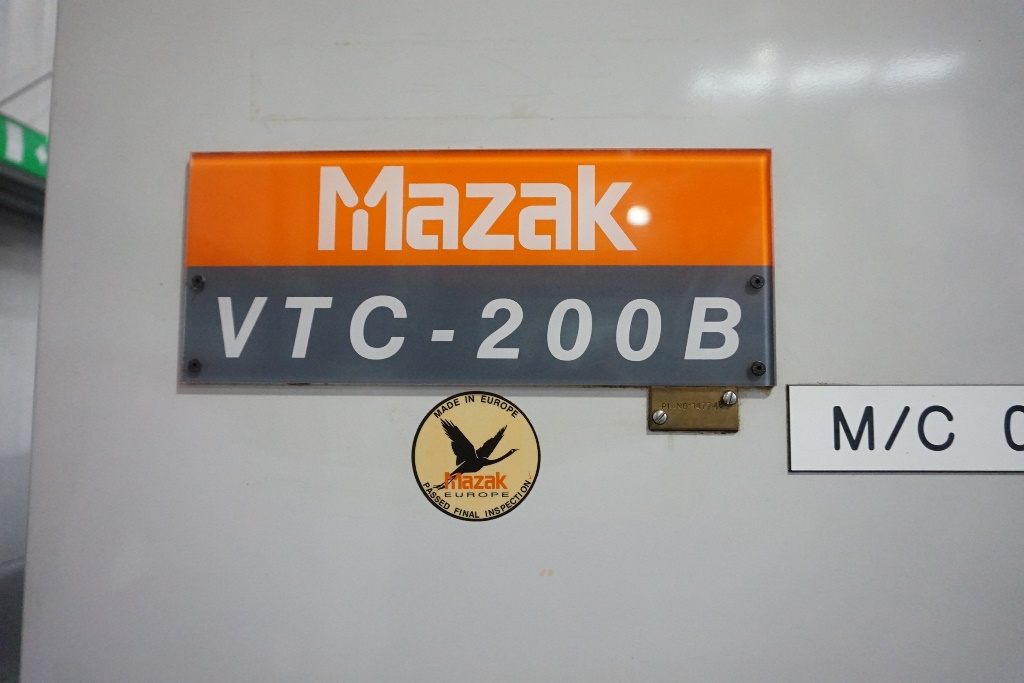 Mazak
VTC-200B
MADE IN EUROPE
Mazak
EUROPE
PASSED FINAL INSPECTION
M/C